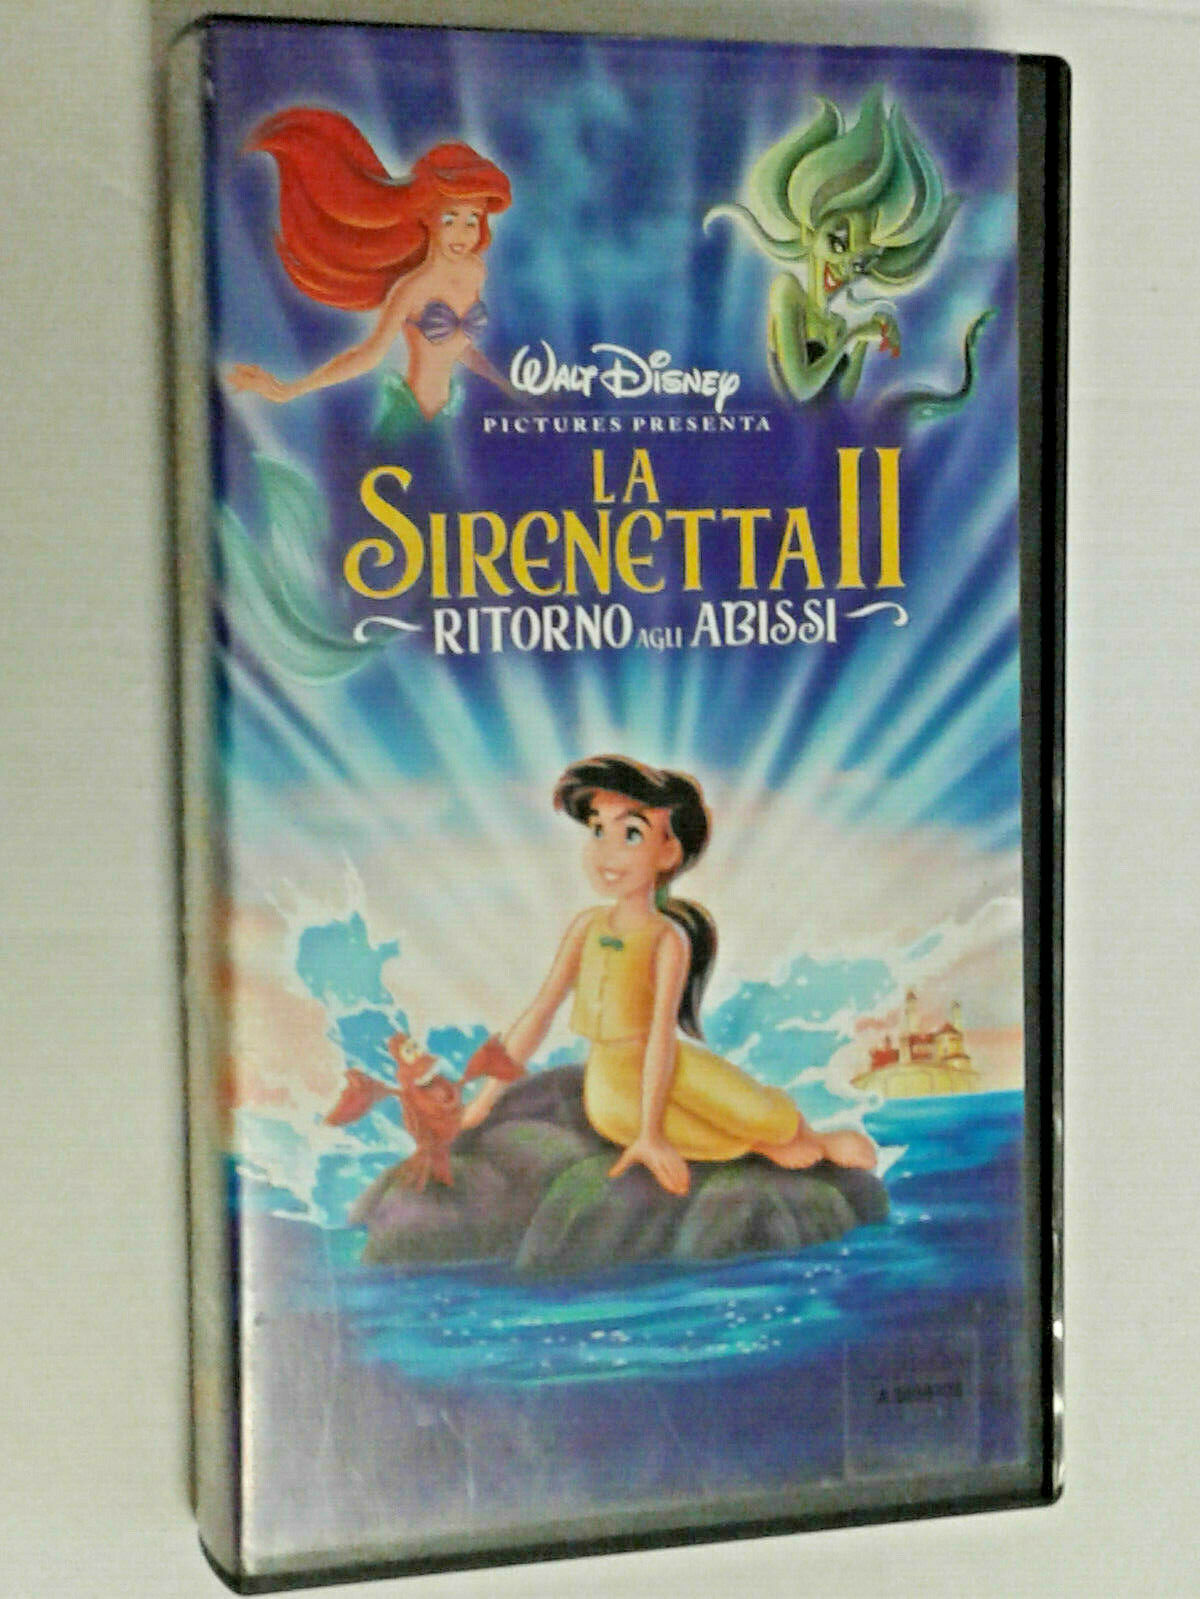 WALT DISNEY
PICTURES PRESENTA
LA
SIRENETTA II
RITORNO AGLI ABISSI